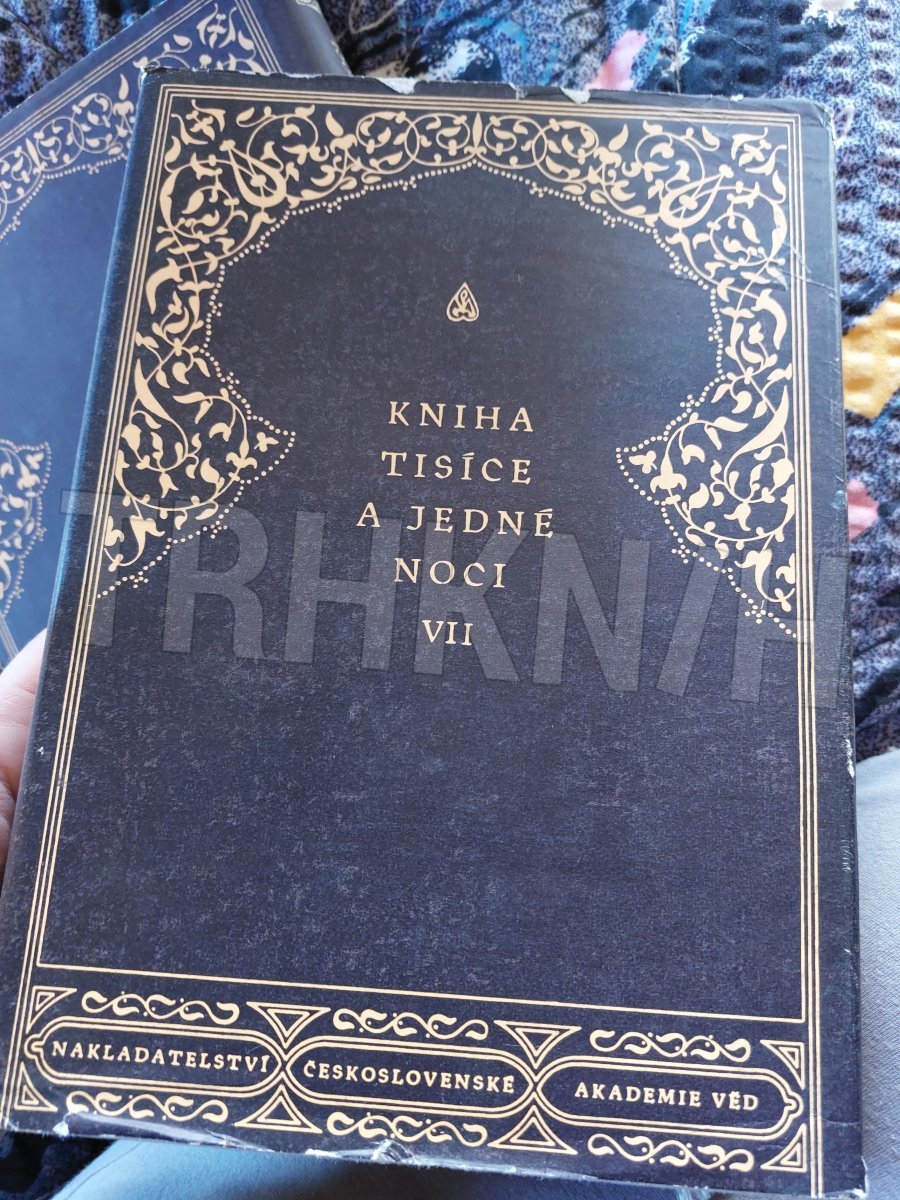 KNIHA
TISÍCE
A JEDNÉ
NOCI
VII
TRHKNIH
NAKLADATELSTVÍ
ČESKOSLOVENSKÉ
AKADEMIE VĚD